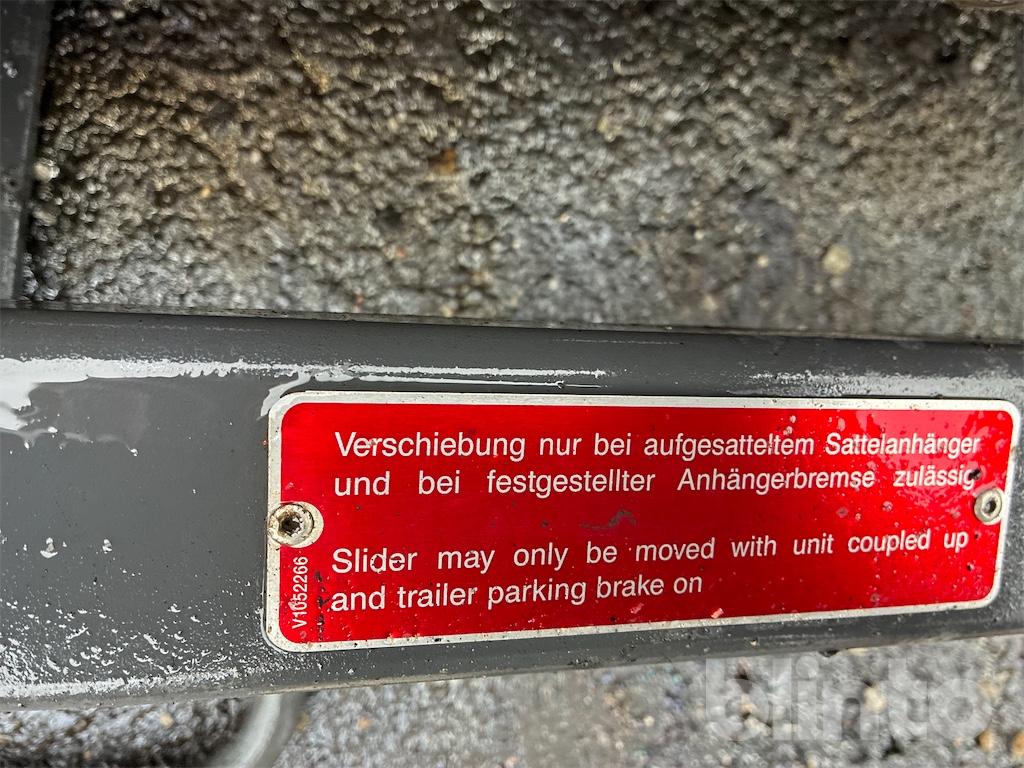 Verschiebung nur bei aufgesatteltem Sattelanhänger
und bei festgestellter Anhängerbremse zulässig
Slider may only be moved with unit coupled up
and trailer parking brake on
V1052266
blinto